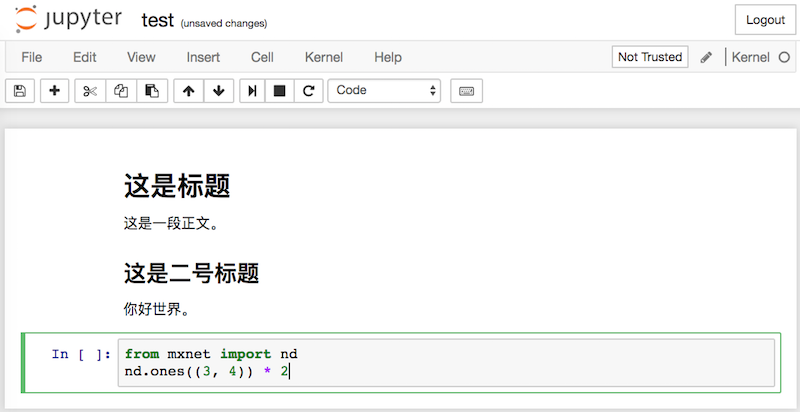 jupyter test (unsaved changes) Logout
File Edit View Insert Cell Kernel Help Not Trusted Kernel
Code
这是标题
这是一段正文。
这是二号标题
你好世界。
In [ ]: from mxnet import nd
nd.ones((3, 4)) * 2